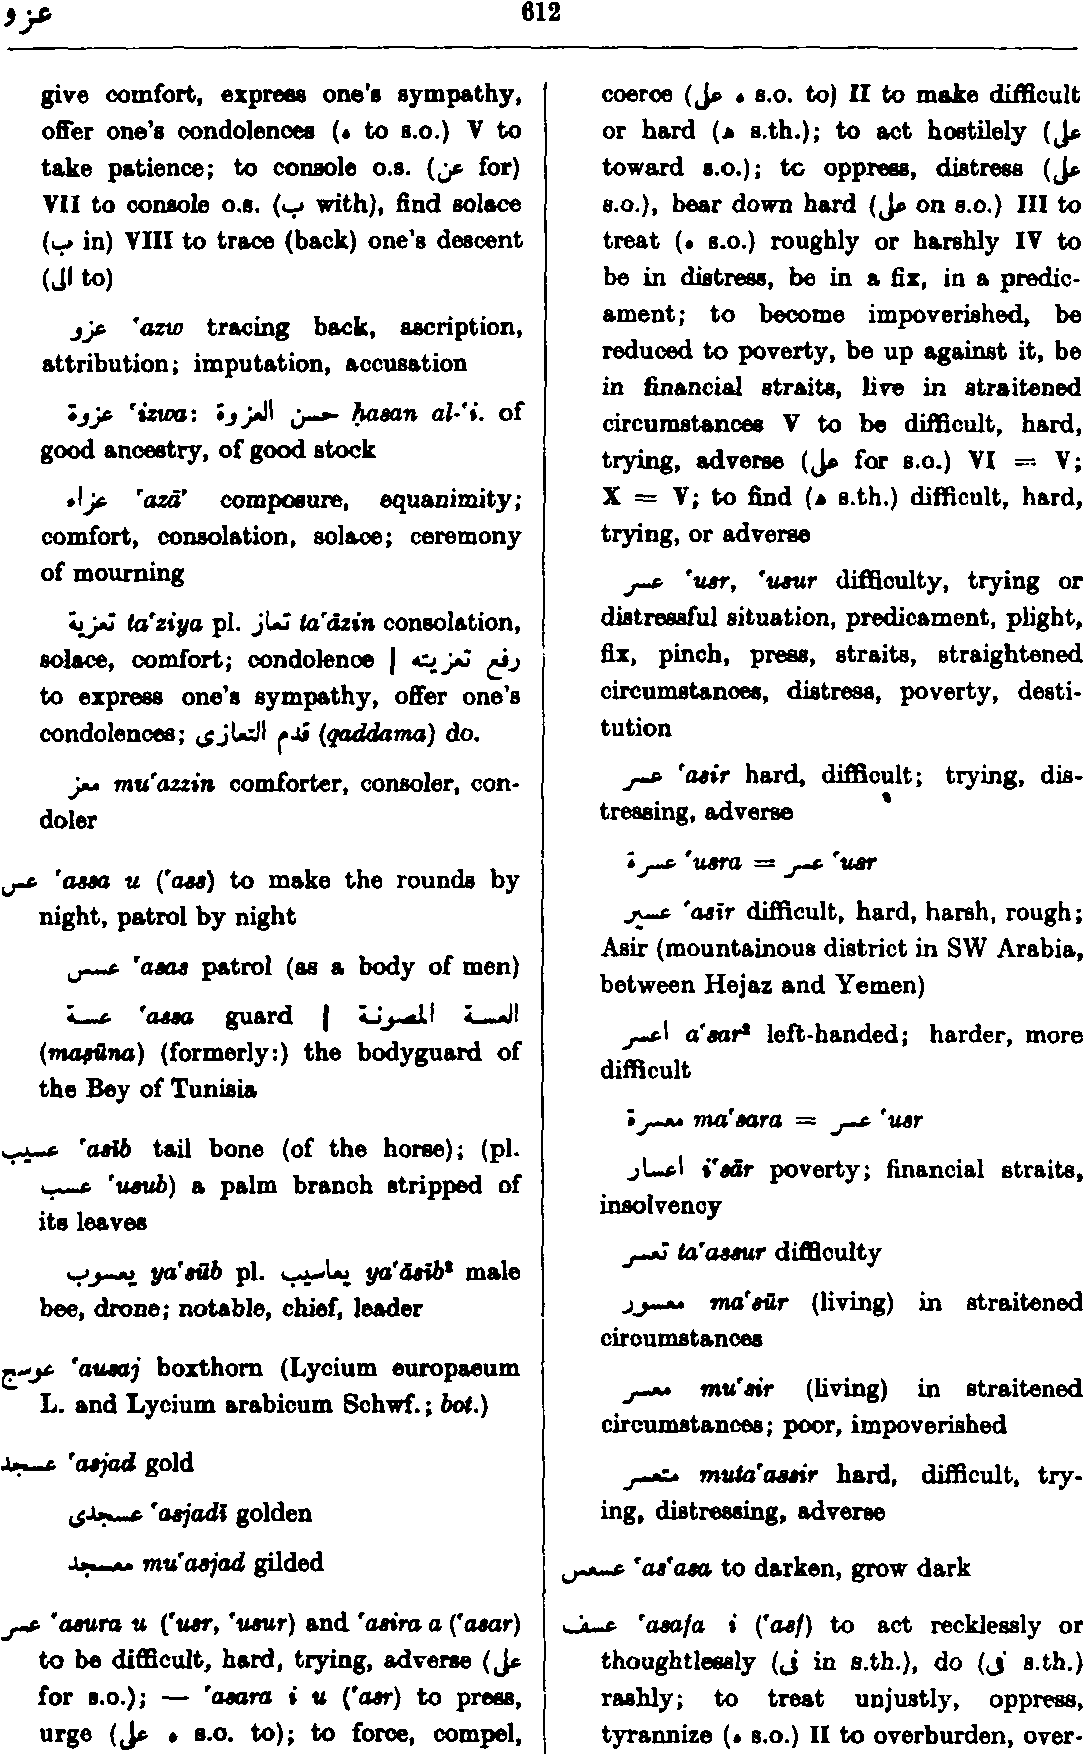 عزو
612
give comfort, express one's sympathy,
offer one's condolences (ه to s.o.) V to
take patience; to console o.s. (عن for)
VII to console o.s. (ب with), find solace
(ب in) VIII to trace (back) one's descent
(الى to)
عزو ‘azw tracing back, ascription,
attribution; imputation, accusation
عزوة ‘izwa: حسن العزوة ḥasan al-‘i. of
good ancestry, of good stock
عزاء ‘azā’ composure, equanimity;
comfort, consolation, solace; ceremony
of mourning
تعزية ta‘ziya pl. تعاز ta‘āzin consolation,
solace, comfort; condolence | رفع تعزيته
to express one's sympathy, offer one's
condolences; قدم التعازى (qaddama) do.
معز mu‘azzin comforter, consoler, con-
doler
عس ‘assa u (‘ass) to make the rounds by
night, patrol by night
عسس ‘asas patrol (as a body of men)
عسة ‘assa guard | العسة المصونة
(maṣūna) (formerly:) the bodyguard of
the Bey of Tunisia
عسيب ‘asīb tail bone (of the horse); (pl.
عسب ‘usub) a palm branch stripped of
its leaves
يعسوب ya‘sūb pl. يعاسيب ya‘āsīb² male
bee, drone; notable, chief, leader
عوسج ‘ausaj boxthorn (Lycium europaeum
L. and Lycium arabicum Schwf.; bot.)
عسجد ‘asjad gold
عسجدى ‘asjadī golden
معسجد mu‘asjad gilded
عسر ‘asura u (‘usr, ‘usur) and ‘asira a (‘asar)
to be difficult, hard, trying, adverse (على
for s.o.); — ‘asara i u (‘asr) to press,
urge (على ه s.o. to); to force, compel,
coerce (على ه s.o. to) II to make difficult
or hard (ه s.th.); to act hostilely (على
toward s.o.); to oppress, distress (على
s.o.), bear down hard (على on s.o.) III to
treat (ه s.o.) roughly or harshly IV to
be in distress, be in a fix, in a predic-
ament; to become impoverished, be
reduced to poverty, be up against it, be
in financial straits, live in straitened
circumstances V to be difficult, hard,
trying, adverse (على for s.o.) VI = V;
X = V; to find (ه s.th.) difficult, hard,
trying, or adverse
عسر ‘usr, ‘usur difficulty, trying or
distressful situation, predicament, plight,
fix, pinch, press, straits, straightened
circumstances, distress, poverty, desti-
tution
عسر ‘asir hard, difficult; trying, dis-
tressing, adverse
عسرة ‘usra = عسر ‘usr
عسير ‘asīr difficult, hard, harsh, rough;
Asir (mountainous district in SW Arabia,
between Hejaz and Yemen)
اعسر a‘sar² left-handed; harder, more
difficult
معسرة ma‘sara = عسر ‘usr
اعسار i‘sār poverty; financial straits,
insolvency
تعسر ta‘assur difficulty
معسور ma‘sūr (living) in straitened
circumstances
معسر mu‘sir (living) in straitened
circumstances; poor, impoverished
متعسر muta‘assir hard, difficult, try-
ing, distressing, adverse
عسعس ‘as‘asa to darken, grow dark
عسف ‘asafa i (‘asf) to act recklessly or
thoughtlessly (فى in s.th.), do (فى s.th.)
rashly; to treat unjustly, oppress,
tyrannize (ه s.o.) II to overburden, over-